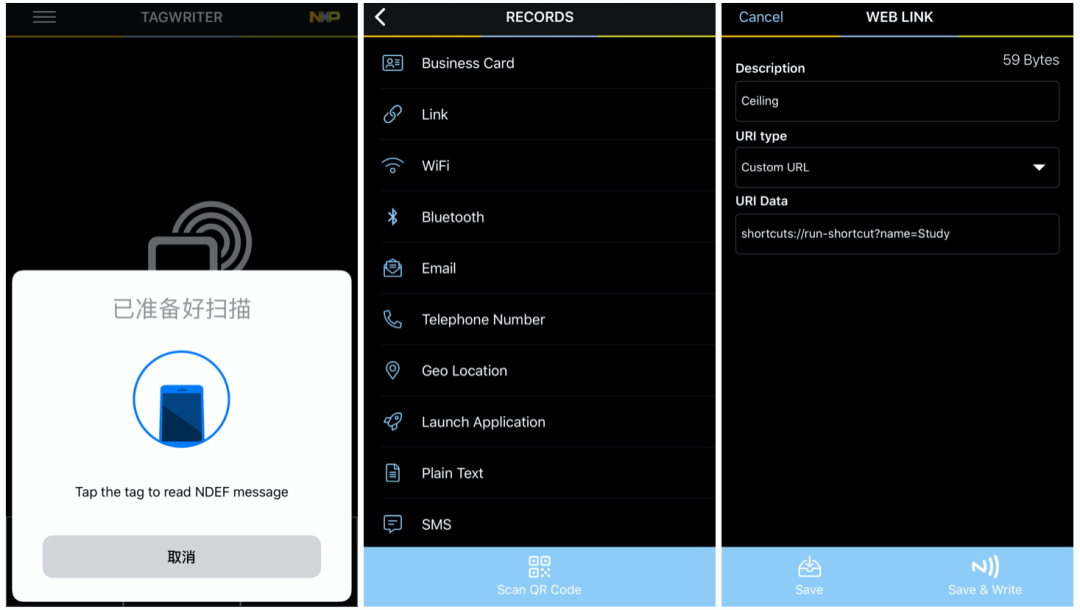 TAGWRITER
NXP
已准备好扫描
Tap the tag to read NDEF message
取消
RECORDS
Business Card
Link
WiFi
Bluetooth
Email
Telephone Number
Geo Location
Launch Application
Plain Text
SMS
Scan QR Code
Cancel
WEB LINK
59 Bytes
Description
Ceiling
URI type
Custom URL
URI Data
shortcuts://run-shortcut?name=Study
Save
Save & Write